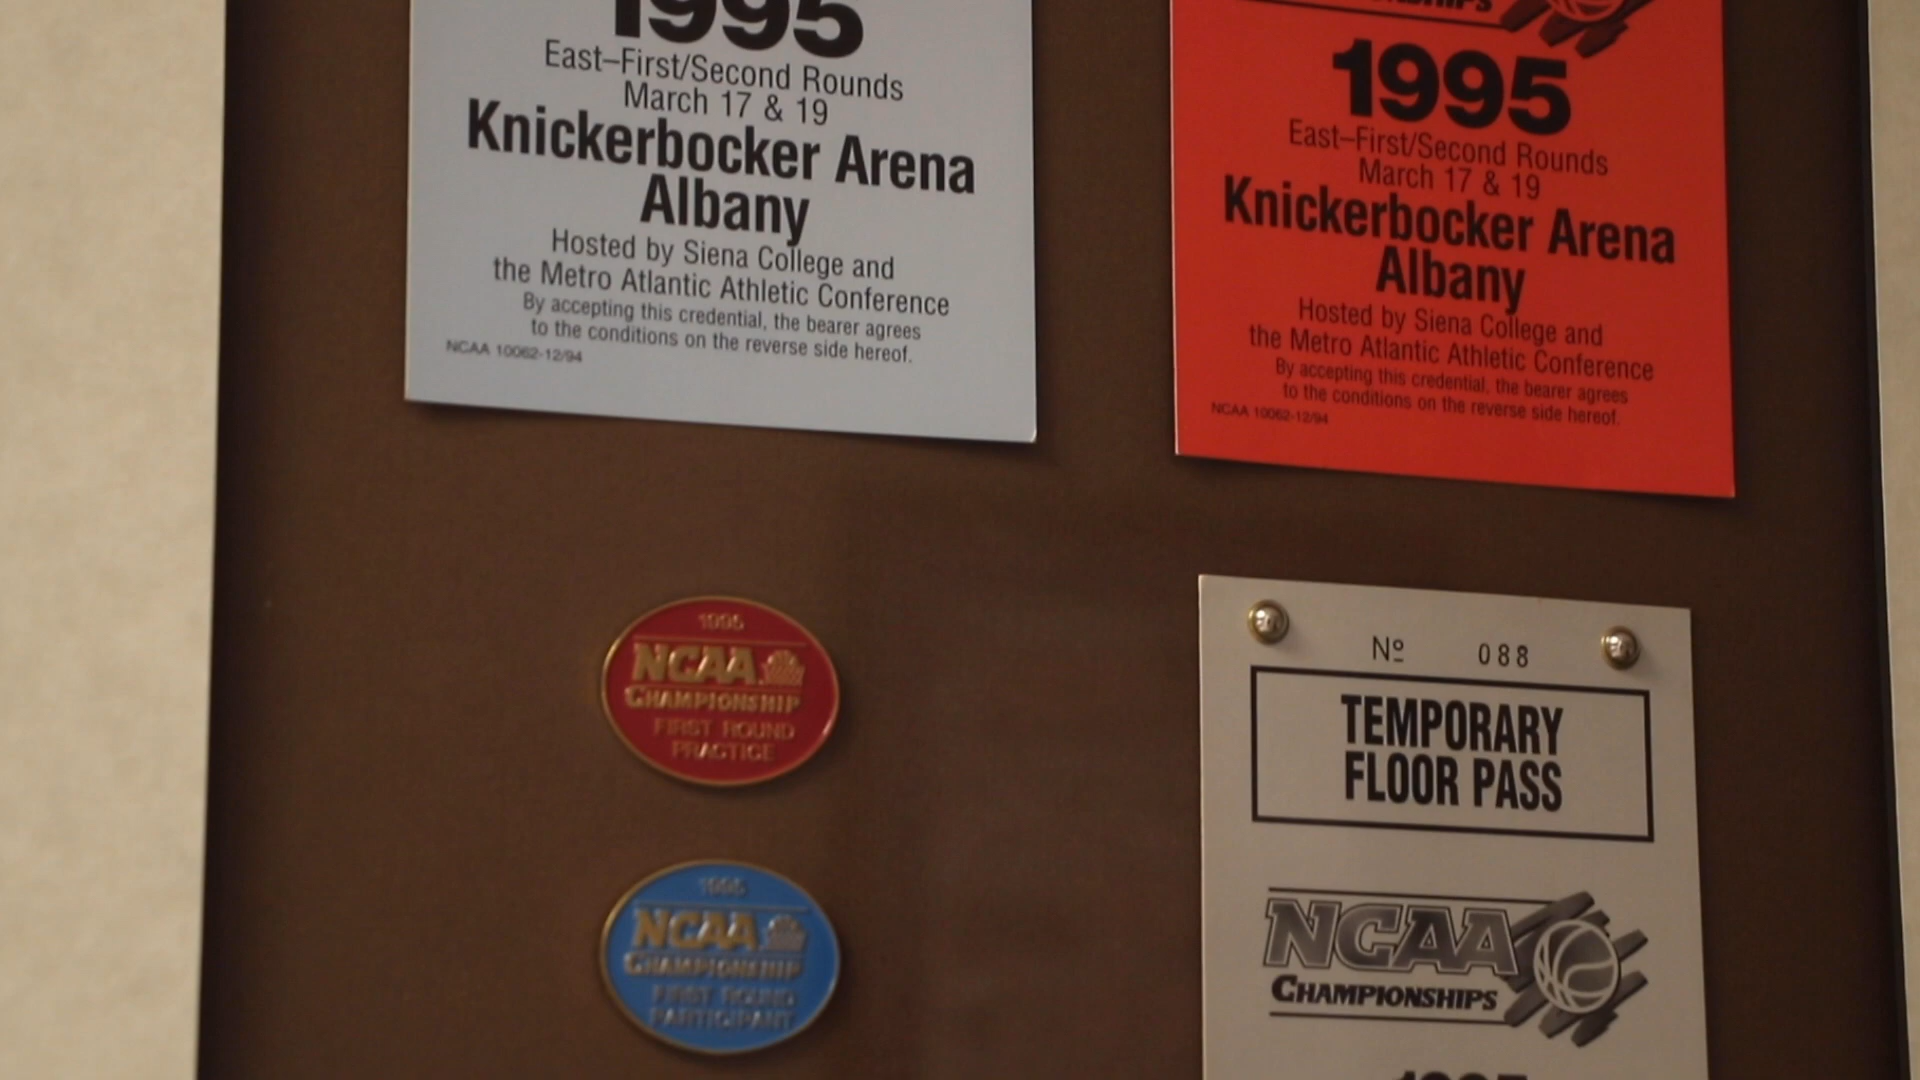 1995
East–First/Second Rounds
March 17 & 19
Knickerbocker Arena
Albany
Hosted by Siena College and
the Metro Atlantic Athletic Conference
By accepting this credential, the bearer agrees
to the conditions on the reverse side hereof.
NCAA 10062-12/94
1995
East–First/Second Rounds
March 17 & 19
Knickerbocker Arena
Albany
Hosted by Siena College and
the Metro Atlantic Athletic Conference
By accepting this credential, the bearer agrees
to the conditions on the reverse side hereof.
NCAA 10062-12/94
1995
NCAA
CHAMPIONSHIP
FIRST ROUND
PRACTICE
1995
NCAA
CHAMPIONSHIP
FIRST ROUND
PARTICIPANT
Nº 088
TEMPORARY
FLOOR PASS
NCAA
CHAMPIONSHIPS